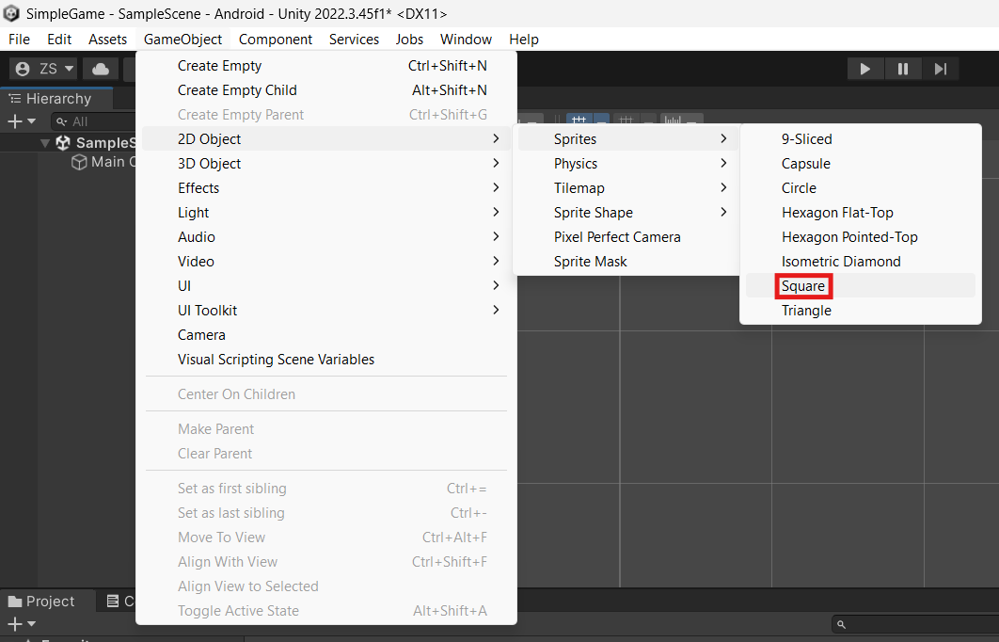 SimpleGame - SampleScene - Android - Unity 2022.3.45f1* <DX11>
File Edit Assets GameObject Component Services Jobs Window Help
ZS
Hierarchy
All
SampleS
Main C
Create Empty Ctrl+Shift+N
Create Empty Child Alt+Shift+N
Create Empty Parent Ctrl+Shift+G
2D Object
3D Object
Effects
Light
Audio
Video
UI
UI Toolkit
Camera
Visual Scripting Scene Variables
Center On Children
Make Parent
Clear Parent
Set as first sibling Ctrl+=
Set as last sibling Ctrl+-
Move To View Ctrl+Alt+F
Align With View Ctrl+Shift+F
Align View to Selected
Toggle Active State Alt+Shift+A
Sprites
Physics
Tilemap
Sprite Shape
Pixel Perfect Camera
Sprite Mask
9-Sliced
Capsule
Circle
Hexagon Flat-Top
Hexagon Pointed-Top
Isometric Diamond
Square
Triangle
Project C